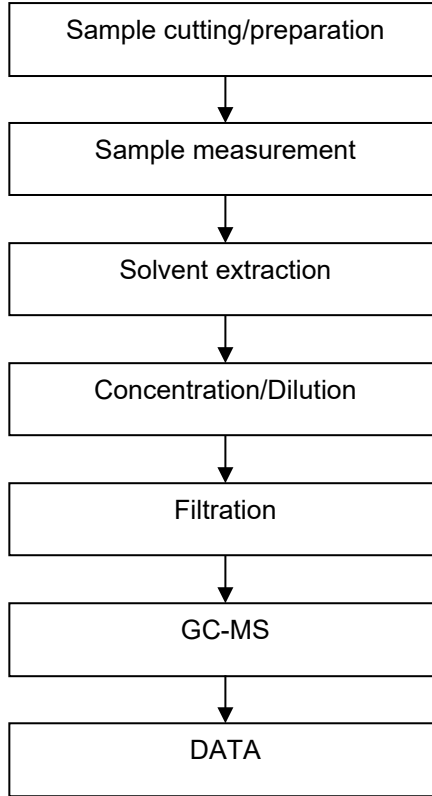 Sample cutting/preparation
Sample measurement
Solvent extraction
Concentration/Dilution
Filtration
GC-MS
DATA